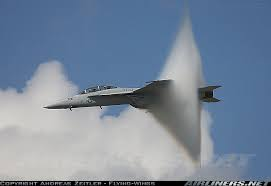 AIRLINERS.NET
COPYRIGHT ANDREAS ZEITLER - FLYING-WINGS